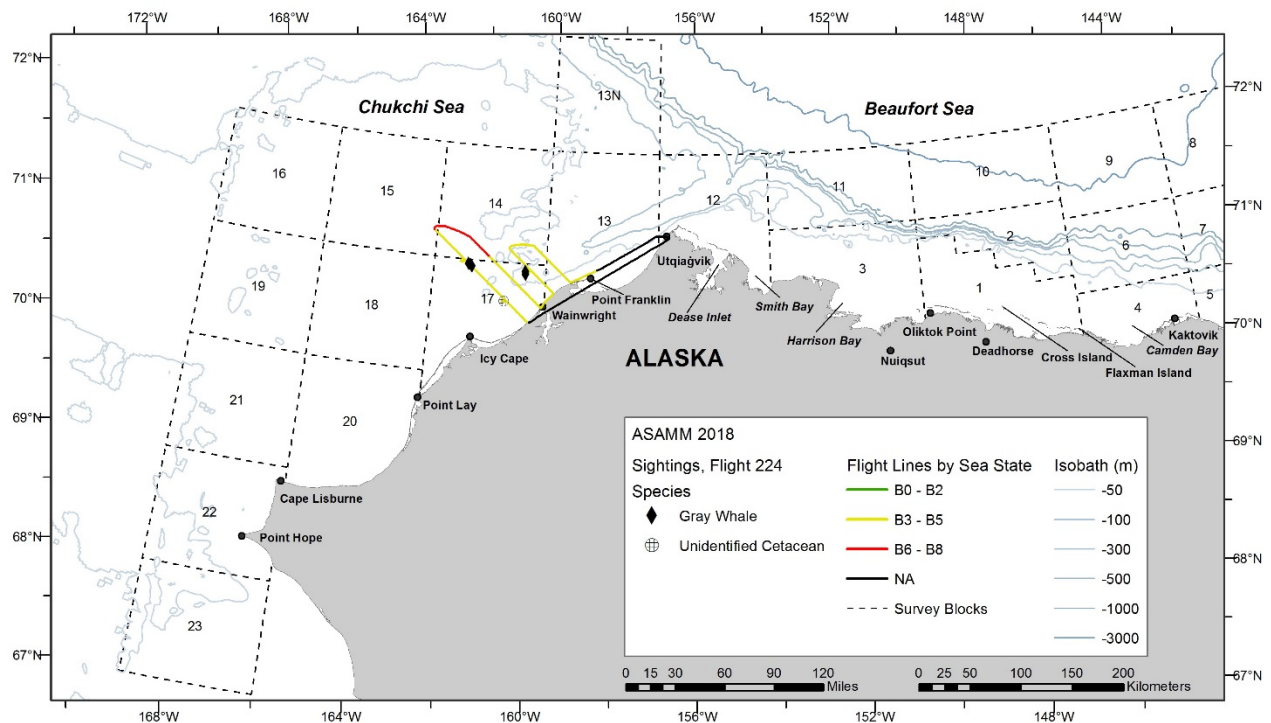 172°W 168°W 164°W 160°W 156°W 152°W 148°W 144°W
72°N
72°N
Chukchi Sea
Beaufort Sea
13N
8
9
16
15
10
71°N
71°N
14
11
12
13
7
2
6
Utqiaġvik
3
19
18
17
1
5
70°N
70°N
Point Franklin
Wainwright
Dease Inlet
Smith Bay
Harrison Bay
Oliktok Point
4
Kaktovik
Camden Bay
Icy Cape
ALASKA
Nuiqsut
Deadhorse
Cross Island
Flaxman Island
21
20
Point Lay
69°N
69°N
Cape Lisburne
22
Point Hope
68°N
68°N
23
67°N
67°N
ASAMM 2018
Sightings, Flight 224
Species
Gray Whale
Unidentified Cetacean
Flight Lines by Sea State
B0 - B2
B3 - B5
B6 - B8
NA
Survey Blocks
Isobath (m)
-50
-100
-300
-500
-1000
-3000
0 15 30 60 90 120
Miles
0 25 50 100 150 200
Kilometers
168°W 164°W 160°W 156°W 152°W 148°W